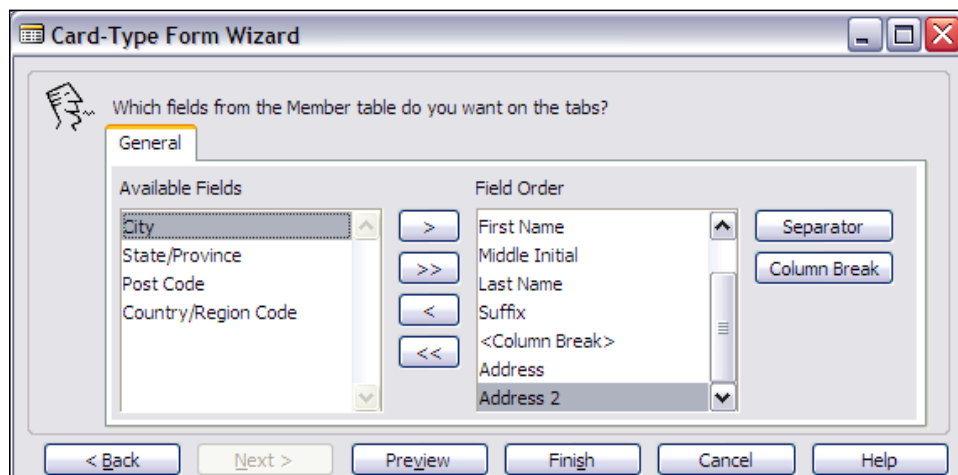 Card-Type Form Wizard
Which fields from the Member table do you want on the tabs?
General
Available Fields
City
State/Province
Post Code
Country/Region Code
>
>>
<
<<
Field Order
First Name
Middle Initial
Last Name
Suffix
<Column Break>
Address
Address 2
Separator
Column Break
< Back
Next >
Preview
Finish
Cancel
Help